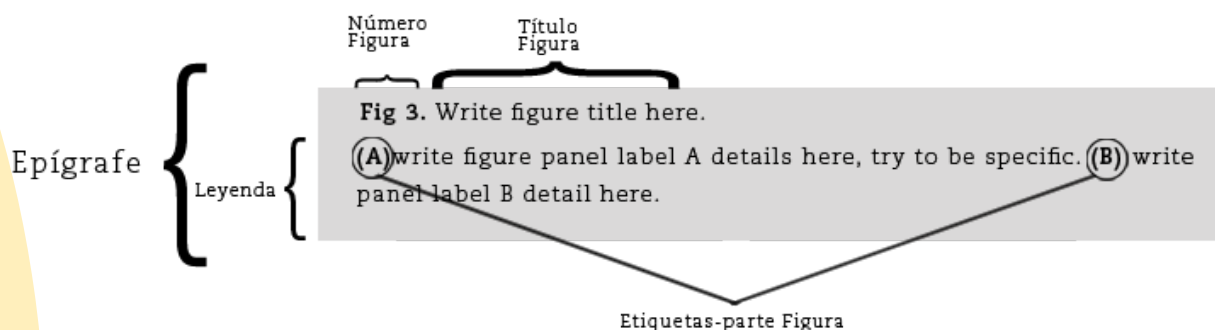 Número
Figura
Título
Figura
Epígrafe
Leyenda
Fig 3. Write figure title here.
(A)write figure panel label A details here, try to be specific. (B) write
panel label B detail here.
Etiquetas-parte Figura